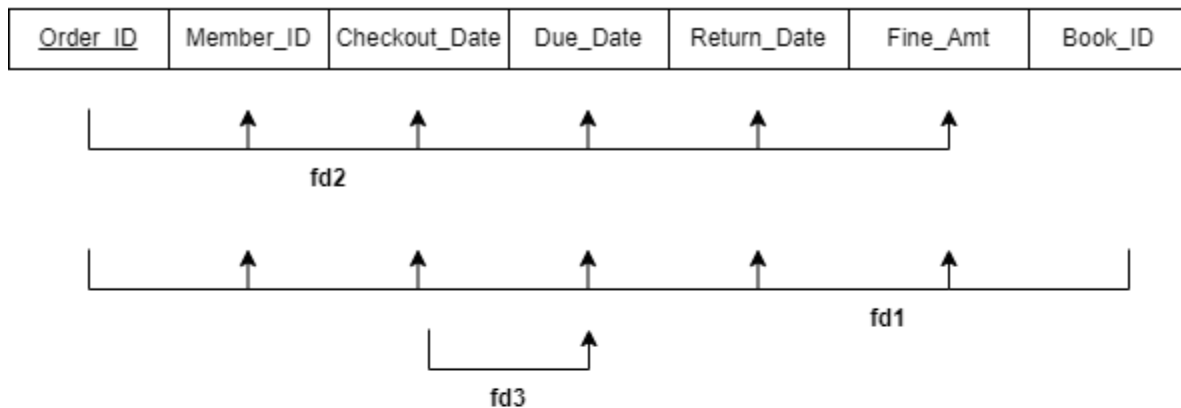 Order_ID Member_ID Checkout_Date Due_Date Return_Date Fine_Amt Book_ID
fd2
fd1
fd3